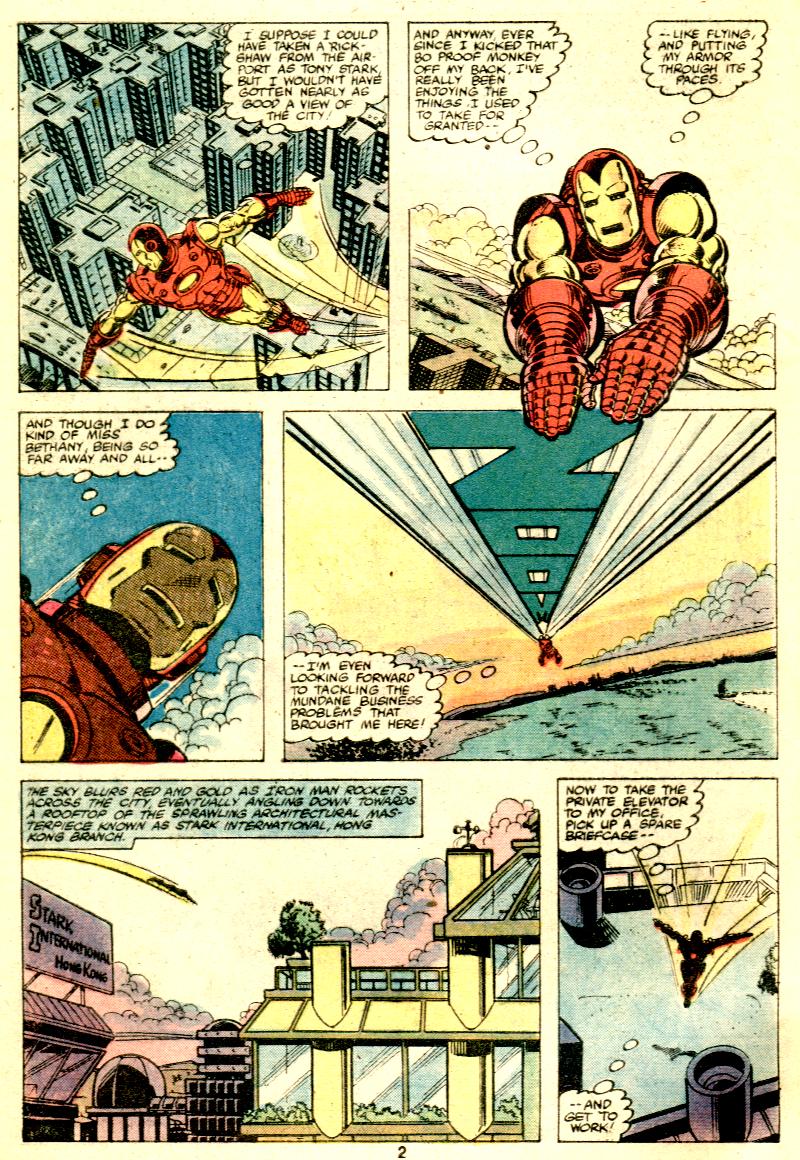 I SUPPOSE I COULD
HAVE TAKEN A RICK-
SHAW FROM THE AIR-
PORT AS TONY STARK,
BUT I WOULDN'T HAVE
GOTTEN NEARLY AS
GOOD A VIEW OF
THE CITY!
AND ANYWAY, EVER
SINCE I KICKED THAT
80 PROOF MONKEY
OFF MY BACK, I'VE
REALLY BEEN
ENJOYING THE
THINGS I USED
TO TAKE FOR
GRANTED--
--LIKE FLYING,
AND PUTTING
MY ARMOR
THROUGH ITS
PACES.
AND THOUGH I DO
KIND OF MISS
BETHANY, BEING SO
FAR AWAY AND ALL--
--I'M EVEN
LOOKING FORWARD
TO TACKLING THE
MUNDANE BUSINESS
PROBLEMS THAT
BROUGHT ME HERE!
THE SKY BLURS RED AND GOLD AS IRON MAN ROCKETS
ACROSS THE CITY, EVENTUALLY ANGLING DOWN TOWARDS
A ROOFTOP OF THE SPRAWLING ARCHITECTURAL MAS-
TERPIECE KNOWN AS STARK INTERNATIONAL, HONG
KONG BRANCH.
STARK
INTERNATIONAL
HONG KONG
NOW TO TAKE THE
PRIVATE ELEVATOR
TO MY OFFICE,
PICK UP A SPARE
BRIEFCASE--
--AND
GET TO
WORK!
2